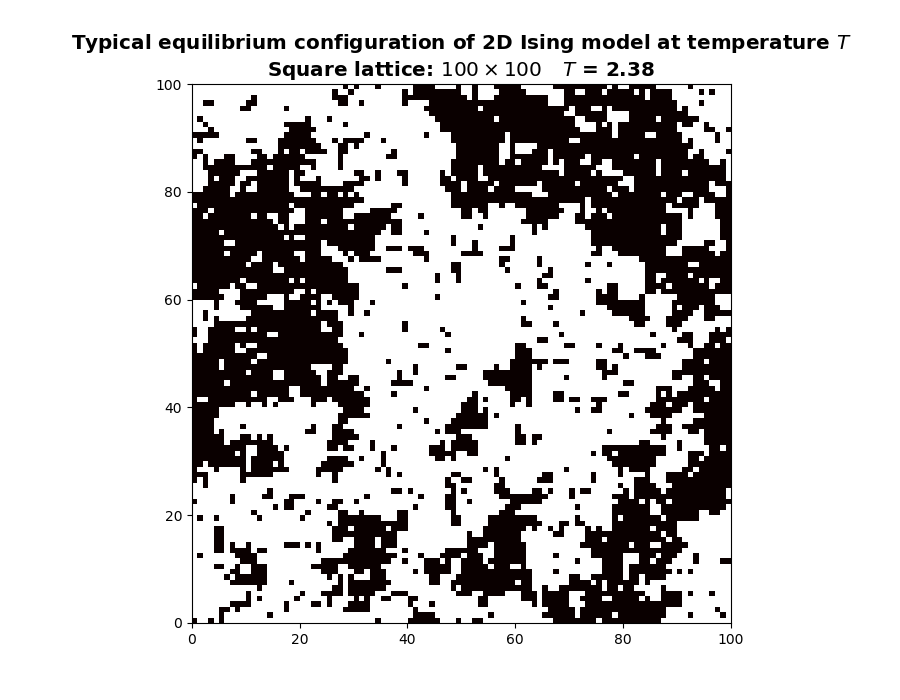 Typical equilibrium configuration of 2D Ising model at temperature T
Square lattice: 100 × 100 T = 2.38
100
80
60
40
20
0
0 20 40 60 80 100